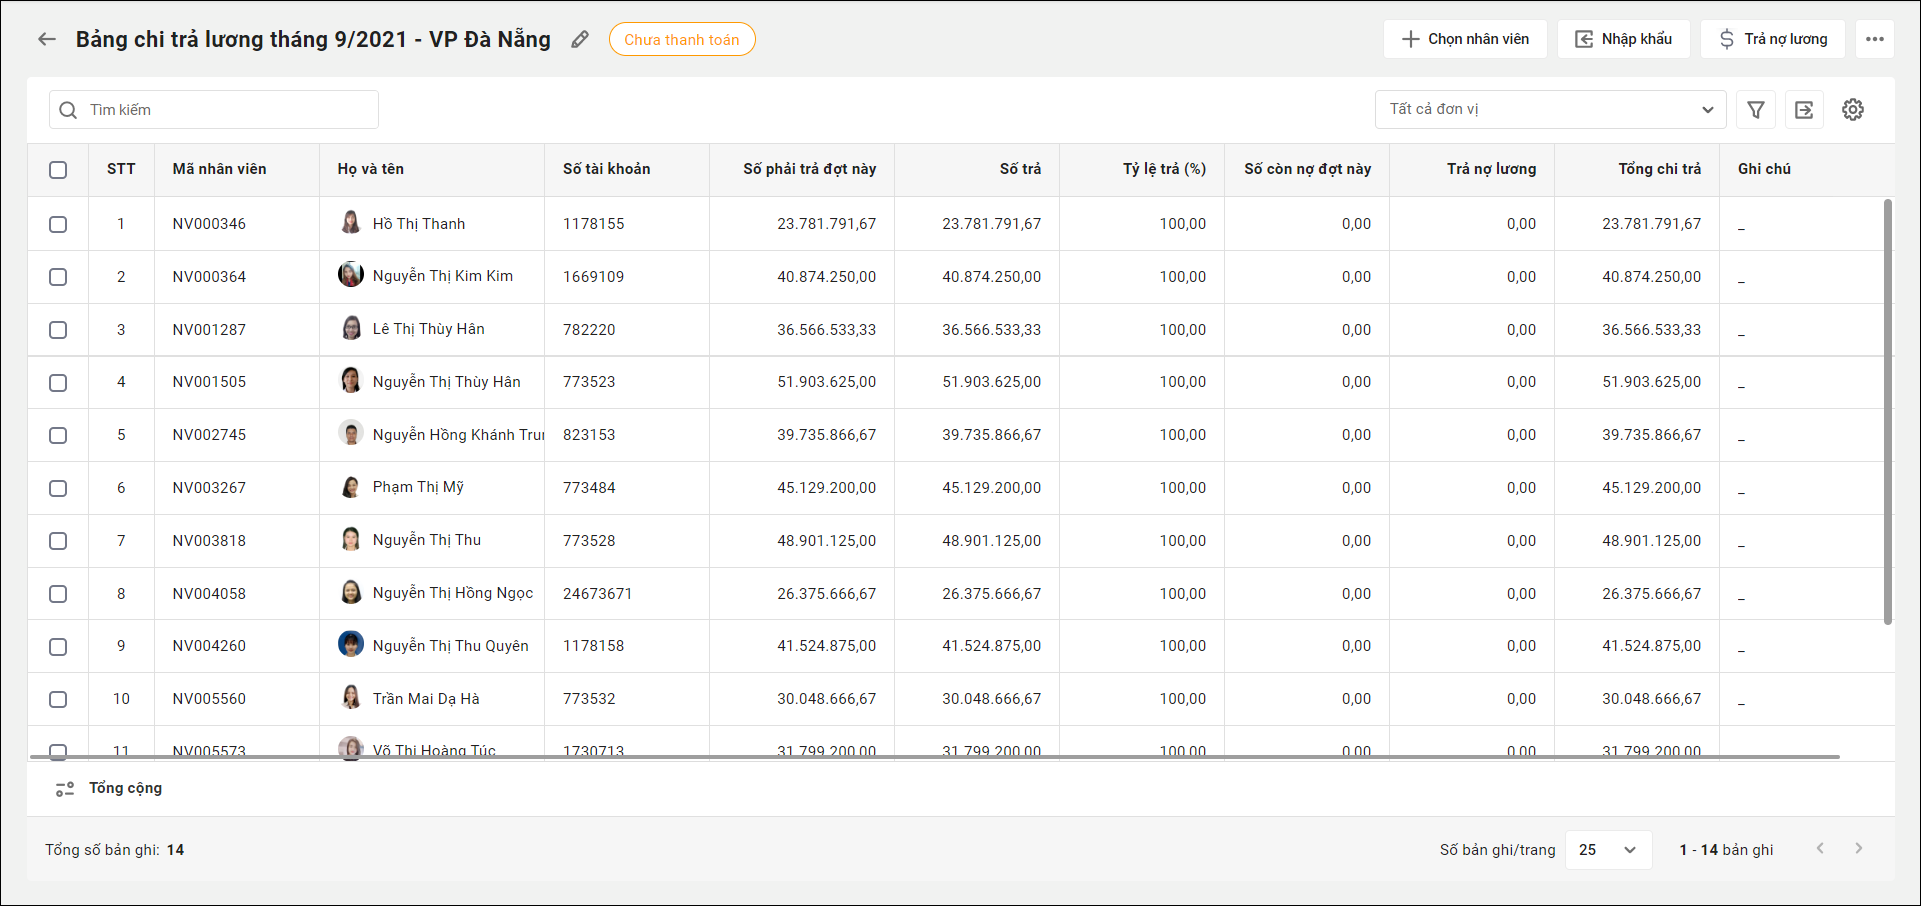 Bảng chi trả lương tháng 9/2021 - VP Đà Nẵng Chưa thanh toán Chọn nhân viên Nhập khẩu Trả nợ lương
Tìm kiếm Tất cả đơn vị
STT Mã nhân viên Họ và tên Số tài khoản Số phải trả đợt này Số trả Tỷ lệ trả (%) Số còn nợ đợt này Trả nợ lương Tổng chi trả Ghi chú
1 NV000346 Hồ Thị Thanh 1178155 23.781.791,67 23.781.791,67 100,00 0,00 0,00 23.781.791,67 _
2 NV000364 Nguyễn Thị Kim Kim 1669109 40.874.250,00 40.874.250,00 100,00 0,00 0,00 40.874.250,00 _
3 NV001287 Lê Thị Thùy Hân 782220 36.566.533,33 36.566.533,33 100,00 0,00 0,00 36.566.533,33 _
4 NV001505 Nguyễn Thị Thùy Hân 773523 51.903.625,00 51.903.625,00 100,00 0,00 0,00 51.903.625,00 _
5 NV002745 Nguyễn Hồng Khánh 823153 39.735.866,67 39.735.866,67 100,00 0,00 0,00 39.735.866,67 _
6 NV003267 Phạm Thị Mỹ 773484 45.129.200,00 45.129.200,00 100,00 0,00 0,00 45.129.200,00 _
7 NV003818 Nguyễn Thị Thu 773528 48.901.125,00 48.901.125,00 100,00 0,00 0,00 48.901.125,00 _
8 NV004058 Nguyễn Thị Hồng Ngọc 24673671 26.375.666,67 26.375.666,67 100,00 0,00 0,00 26.375.666,67 _
9 NV004260 Nguyễn Thị Thu Quyên 1178158 41.524.875,00 41.524.875,00 100,00 0,00 0,00 41.524.875,00 _
10 NV005560 Trần Mai Dạ Hà 773532 30.048.666,67 30.048.666,67 100,00 0,00 0,00 30.048.666,67 _
11 NV005573 Võ Thị Hoàng Túc 1730713 31.799.200,00 31.799.200,00 100,00 0,00 0,00 31.799.200,00
Tổng cộng
Tổng số bản ghi: 14 Số bản ghi/trang 25 1 - 14 bản ghi